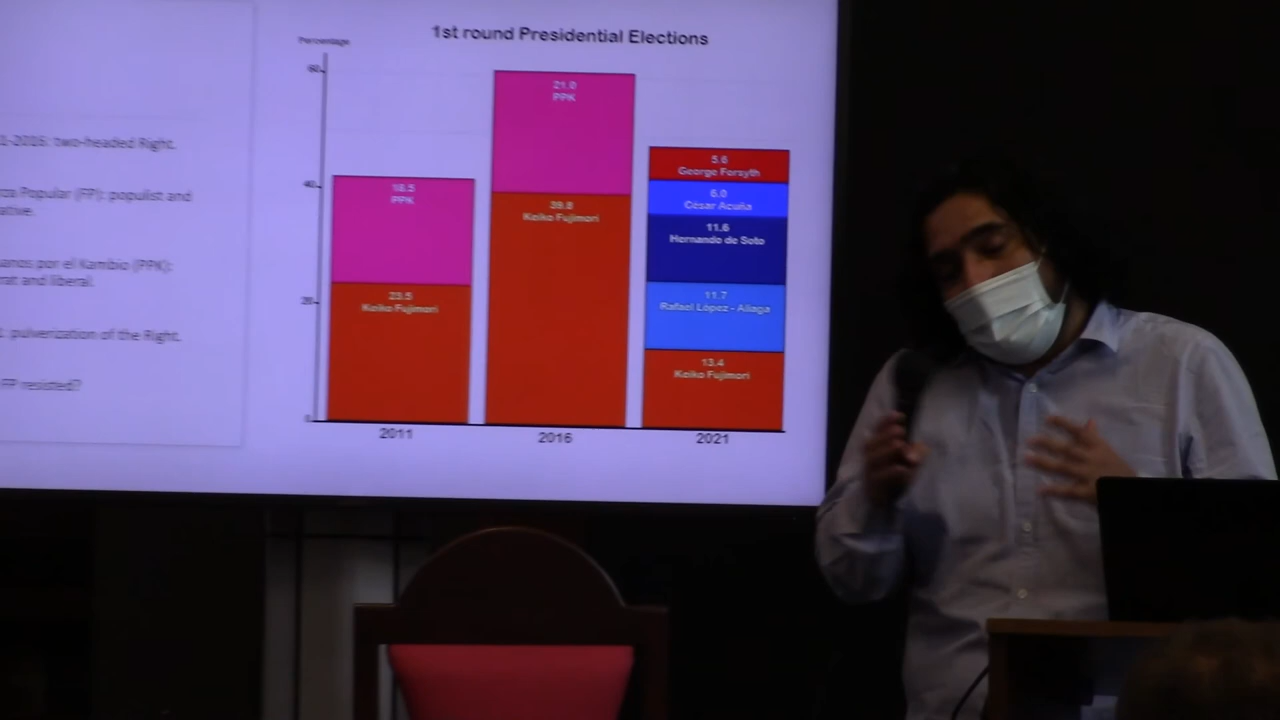 1-2016: two-headed Right.
za Popular (FP): populist and
ative.
anos por el Kambio (PPK):
rat and liberal.
: pulverization of the Right.
FP resisted?
1st round Presidential Elections
Percentage
60
40
20
0
18.5
PPK
23.5
Keiko Fujimori
2011
21.0
PPK
39.8
Keiko Fujimori
2016
5.6
George Forsyth
6.0
César Acuña
11.6
Hernando de Soto
11.7
Rafael López - Aliaga
13.4
Keiko Fujimori
2021